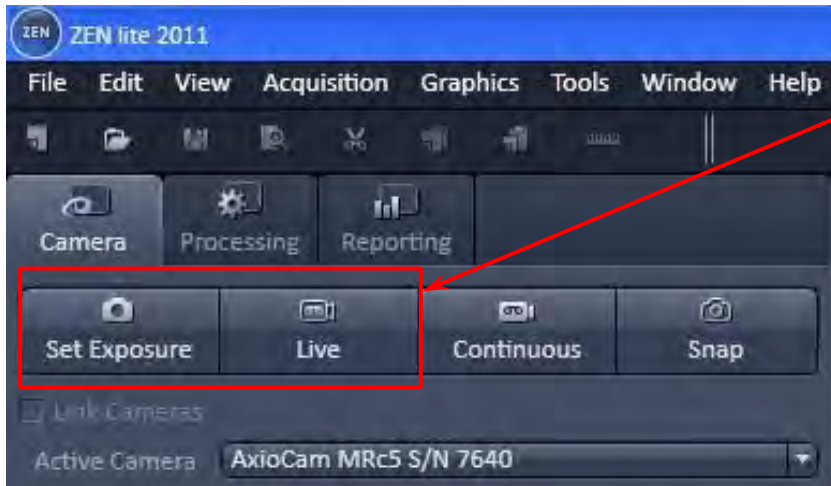 ZEN ZEN lite 2011
File Edit View Acquisition Graphics Tools Window Help
Camera Processing Reporting
Set Exposure Live Continuous Snap
Link Cameras
Active Camera AxioCam MRc5 S/N 7640